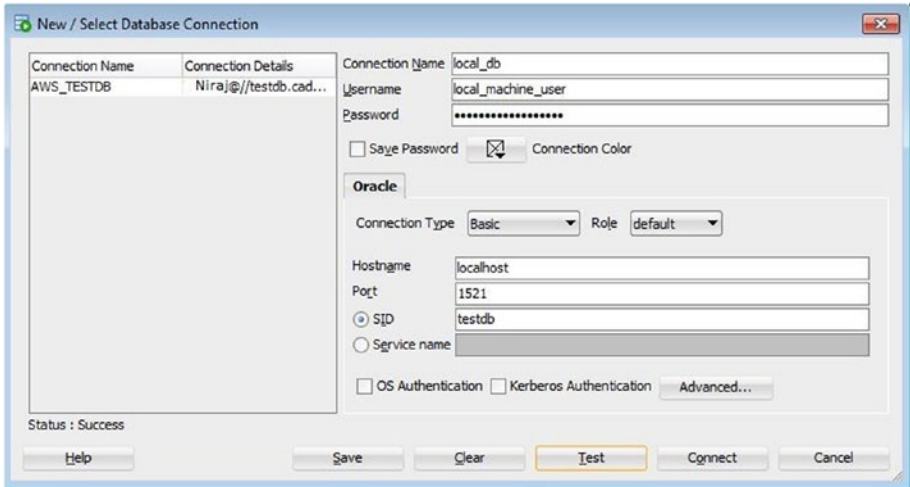 New / Select Database Connection
Connection Name Connection Details
AWS_TESTDB Niraj@//testdb.cad...
Connection Name local_db
Username local_machine_user
Password ••••••••••••••••••
Save Password Connection Color
Oracle
Connection Type Basic Role default
Hostname localhost
Port 1521
SID testdb
Service name
OS Authentication Kerberos Authentication Advanced...
Status : Success
Help Save Clear Test Connect Cancel